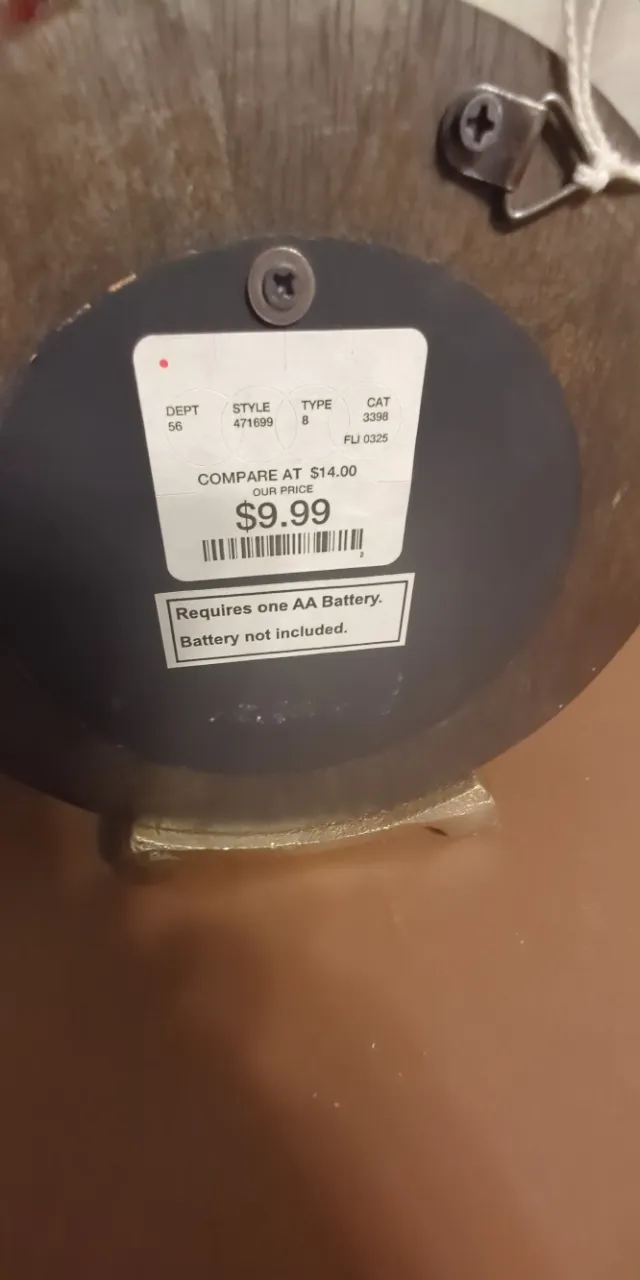 DEPT STYLE TYPE CAT
56 471699 8 3398
FLI 0325
COMPARE AT $14.00
OUR PRICE
$9.99
2
Requires one AA Battery.
Battery not included.